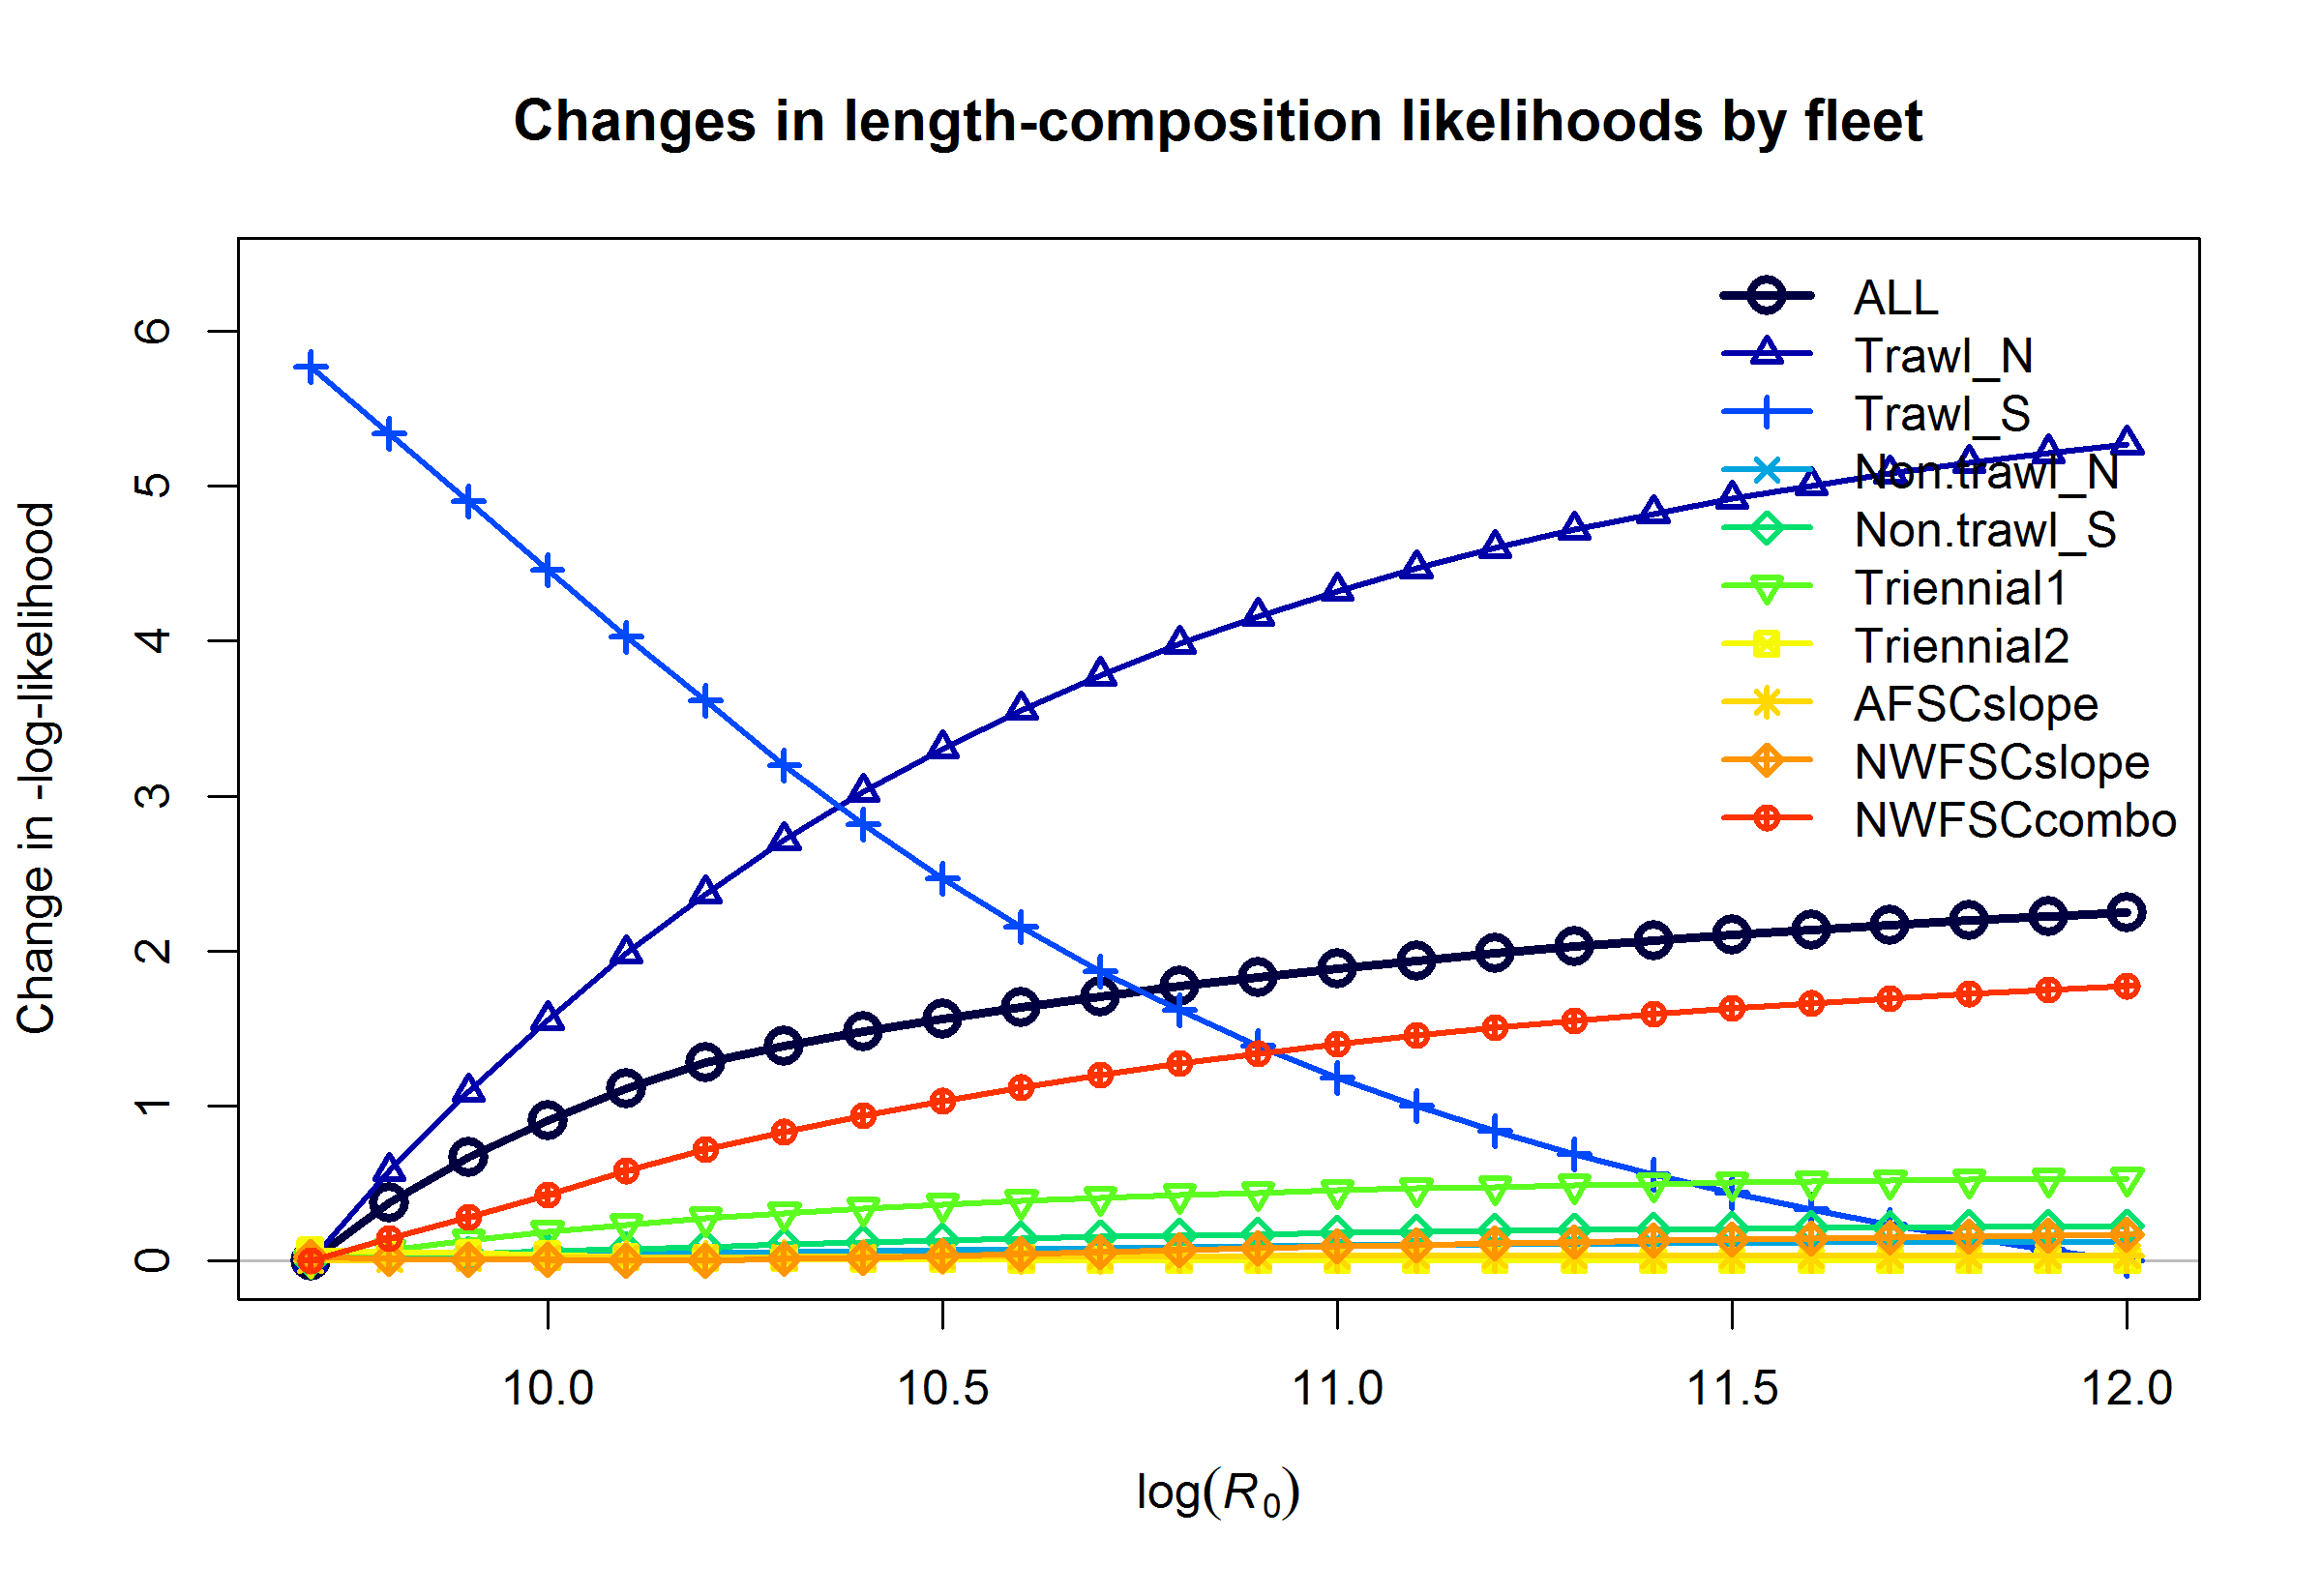 Changes in length-composition likelihoods by fleet
Change in -log-likelihood
6
5
4
3
2
1
0
ALL
Trawl_N
Trawl_S
Non.trawl_N
Non.trawl_S
Triennial1
Triennial2
AFSCslope
NWFSCslope
NWFSCcombo
10.0 10.5 11.0 11.5 12.0
log(R0)